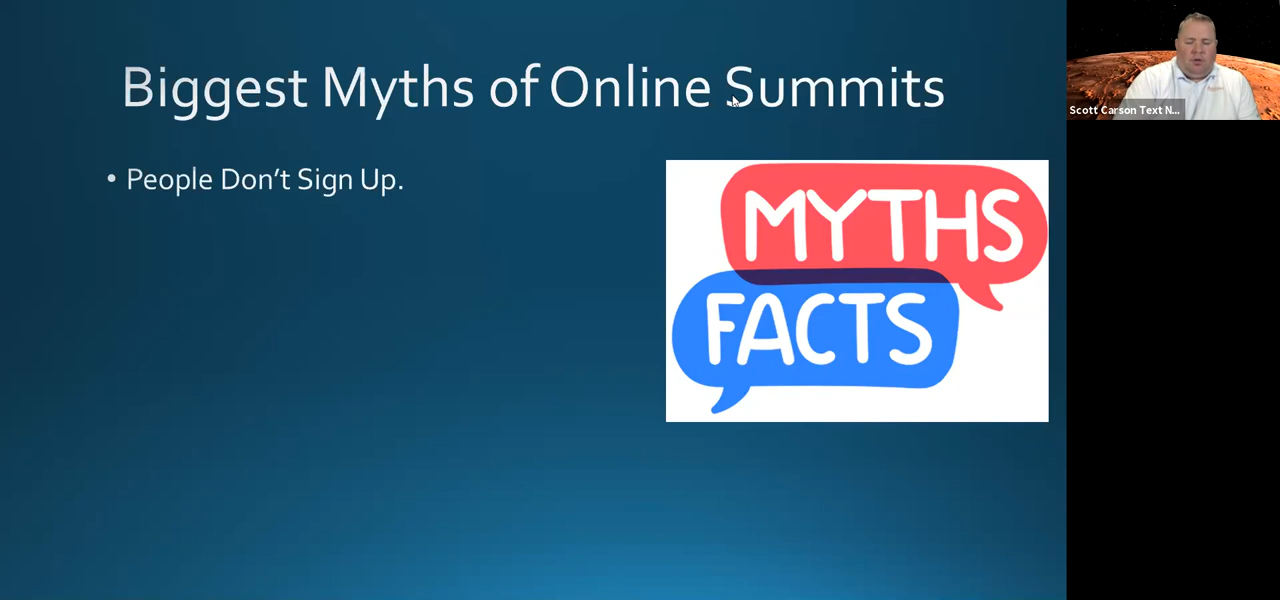 Biggest Myths of Online Summits
• People Don't Sign Up.
MYTHS
FACTS
Scott Carson Text N...